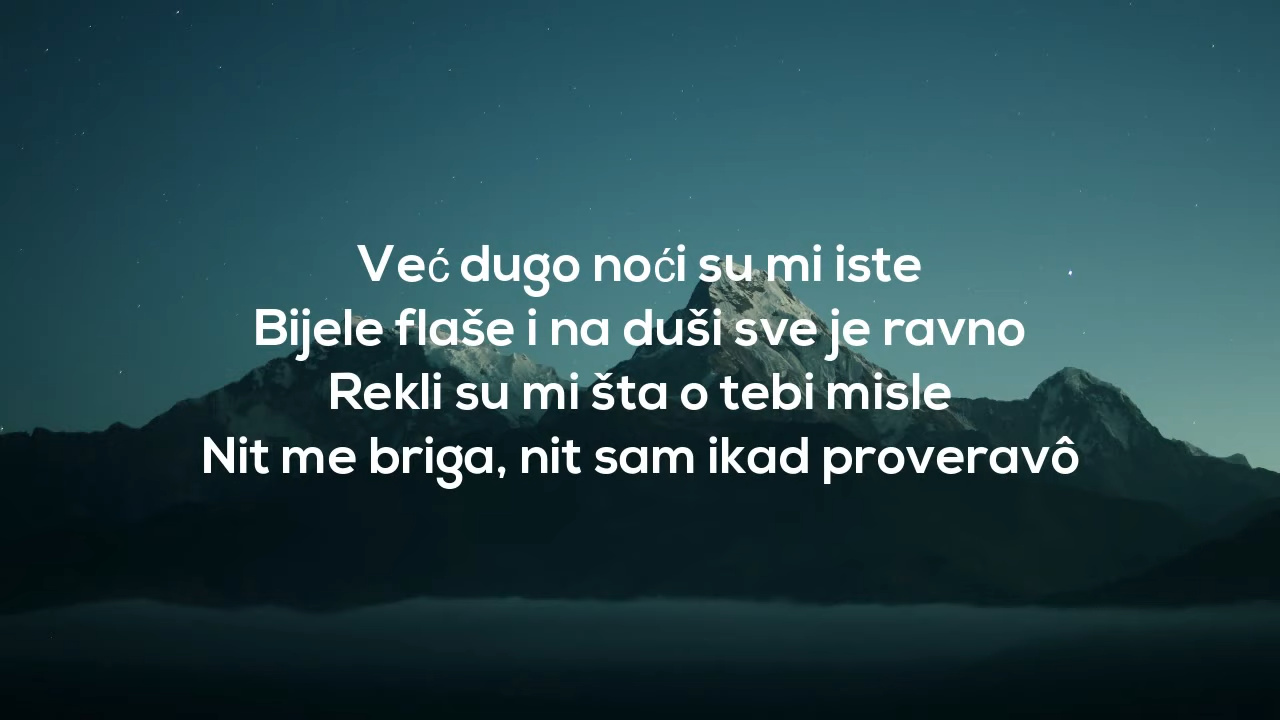 Već dugo noći su mi iste
Bijele flaše i na duši sve je ravno
Rekli su mi šta o tebi misle
Nit me briga, nit sam ikad proveravô